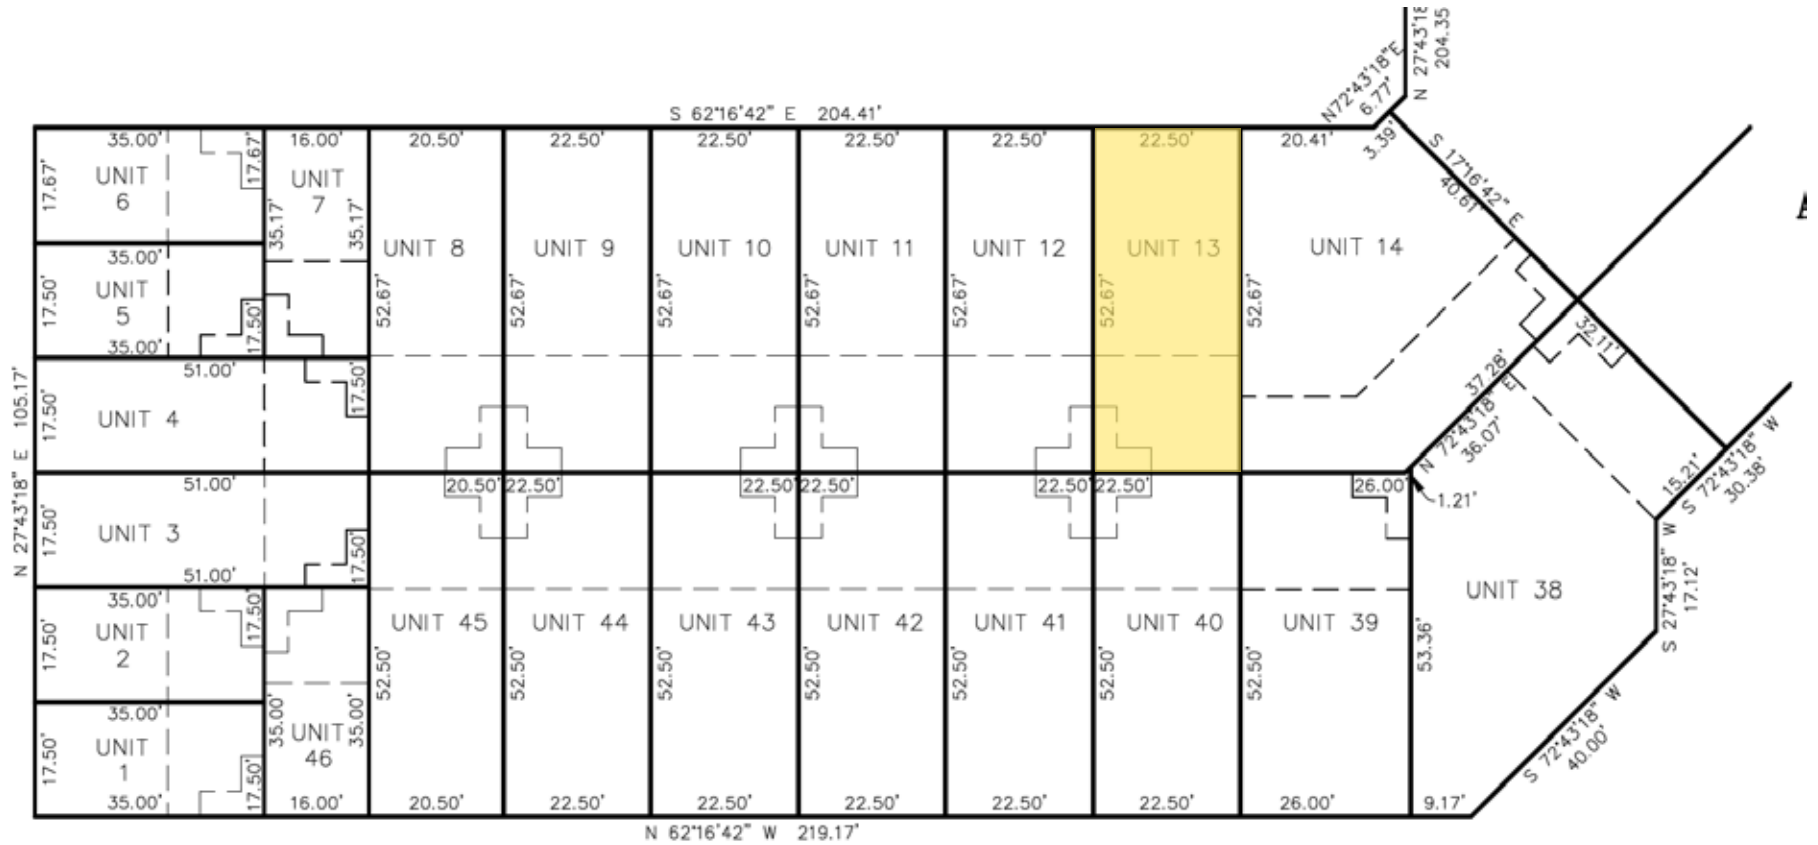 N 27°43'18
204.35
N72°43'18"E
6.77'
S 62°16'42" E 204.41'
3.39'
S 17°16'42" E
40.61'
35.00' 16.00' 20.50' 22.50' 22.50' 22.50' 22.50' 22.50' 20.41'
17.67' UNIT 6 17.67'
UNIT 7 35.17' 35.17'
UNIT 8 UNIT 9 UNIT 10 UNIT 11 UNIT 12 UNIT 13 UNIT 14
52.67' 52.67' 52.67' 52.67' 52.67' 52.67' 52.67'
35.00'
17.50' UNIT 5 17.50'
35.00'
32.11'
37.28'
N 72°43'18" E
36.07'
51.00'
17.50' UNIT 4 17.50'
N 27°43'18" E 105.17'
51.00'
17.50' UNIT 3 17.50'
51.00'
20.50' 22.50' 22.50' 22.50' 22.50' 22.50' 26.00'
1.21'
15.21'
S 72°43'18" W
30.38'
35.00'
17.50' UNIT 2 17.50'
UNIT 45 UNIT 44 UNIT 43 UNIT 42 UNIT 41 UNIT 40 UNIT 39 UNIT 38
52.50' 52.50' 52.50' 52.50' 52.50' 52.50' 52.50' 53.36'
S 27°43'18" W
17.12'
35.00'
17.50' UNIT 1 17.50'
35.00'
35.00' UNIT 46 35.00'
S 72°43'18" W
40.00'
16.00' 20.50' 22.50' 22.50' 22.50' 22.50' 22.50' 26.00' 9.17'
N 62°16'42" W 219.17'